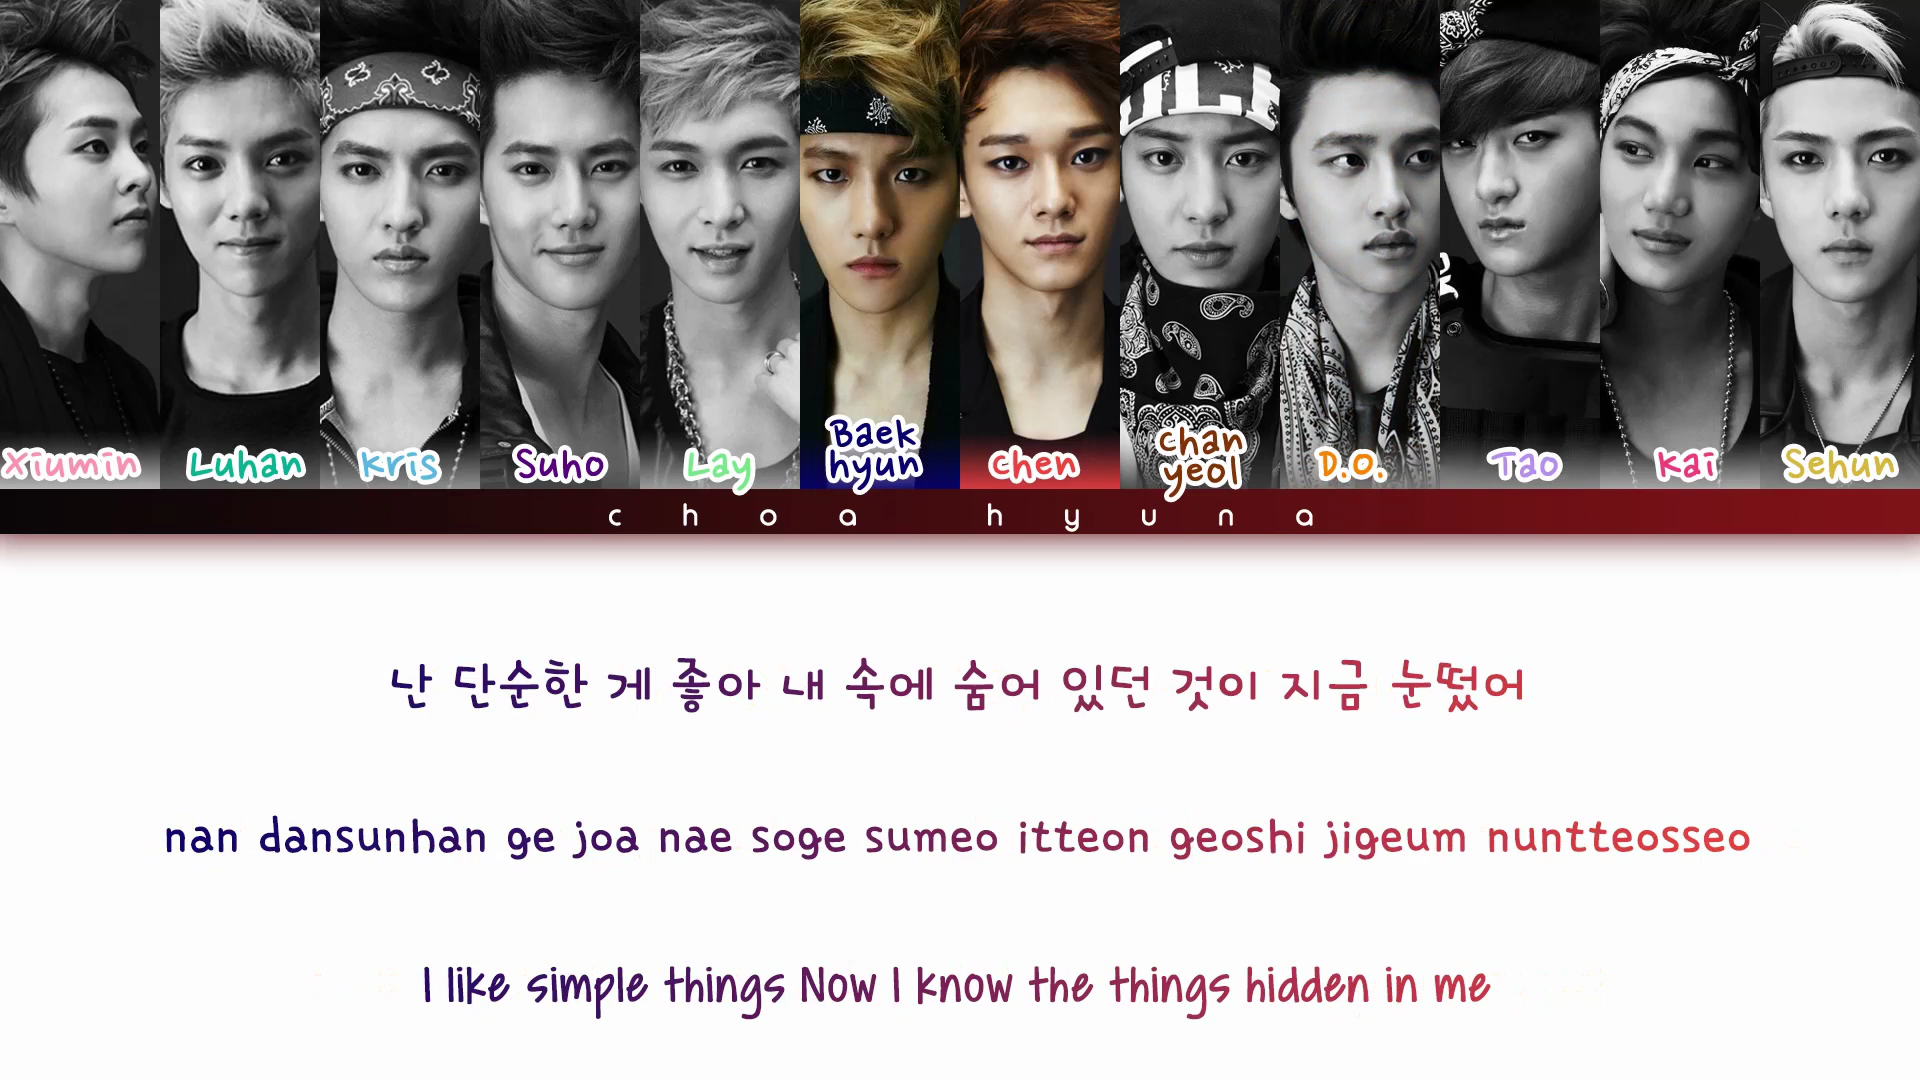 Xiumin
Luhan
Kris
Suho
Lay
Baek
hyun
Chen
Chan
yeol
D.O.
Tao
Kai
Sehun
choa hyuna
난 단순한 게 좋아 내 속에 숨어 있던 것이 지금 눈떴어
nan dansunhan ge joa nae soge sumeo itteon geoshi jigeum nuntteosseo
I like simple things Now I know the things hidden in me